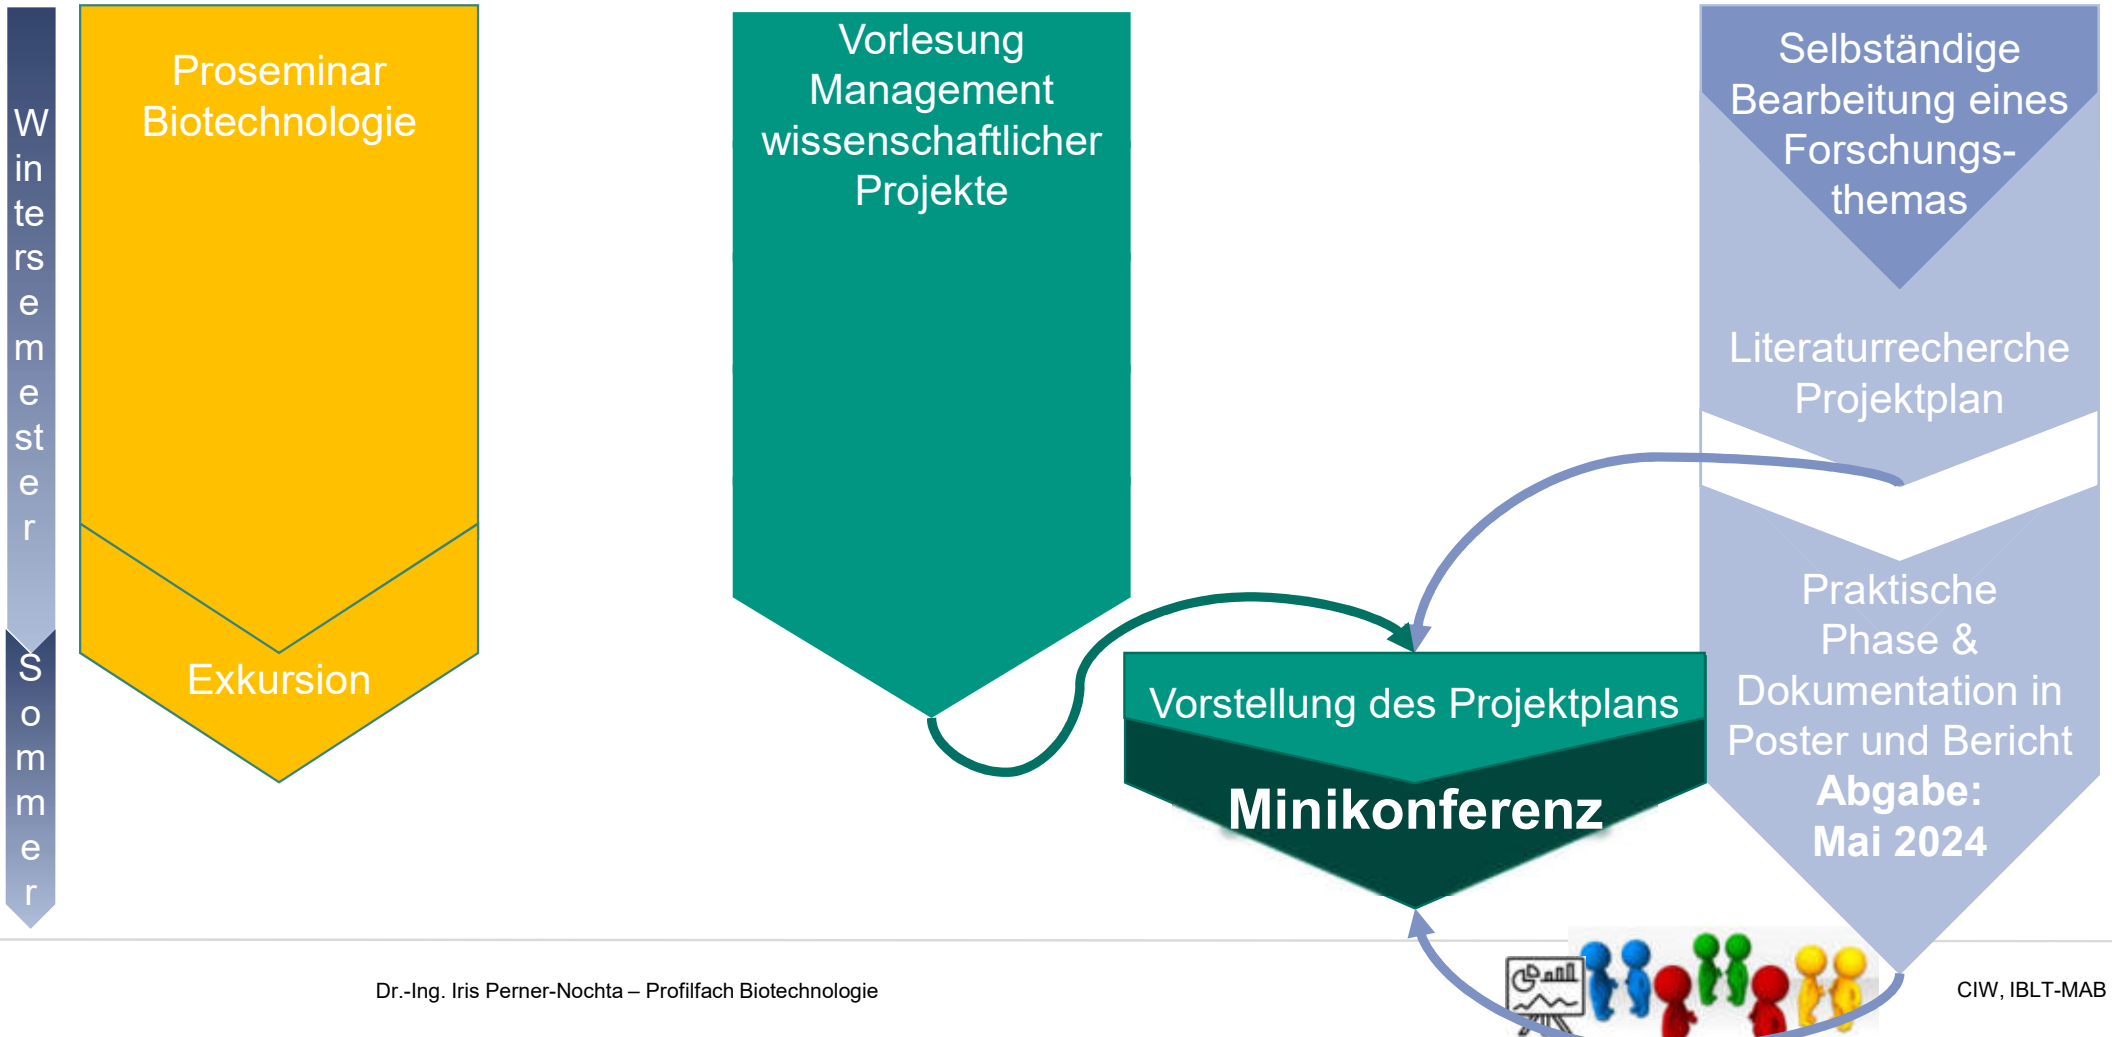 W
in
te
rs
e
m
e
st
e
r
S
o
m
m
e
r
Proseminar
Biotechnologie
Exkursion
Vorlesung
Management
wissenschaftlicher
Projekte
Vorstellung des Projektplans
Minikonferenz
Selbständige
Bearbeitung eines
Forschungs-
themas
Literaturrecherche
Projektplan
Praktische
Phase &
Dokumentation in
Poster und Bericht
Abgabe:
Mai 2024
Dr.-Ing. Iris Perner-Nochta – Profilfach Biotechnologie
CIW, IBLT-MAB